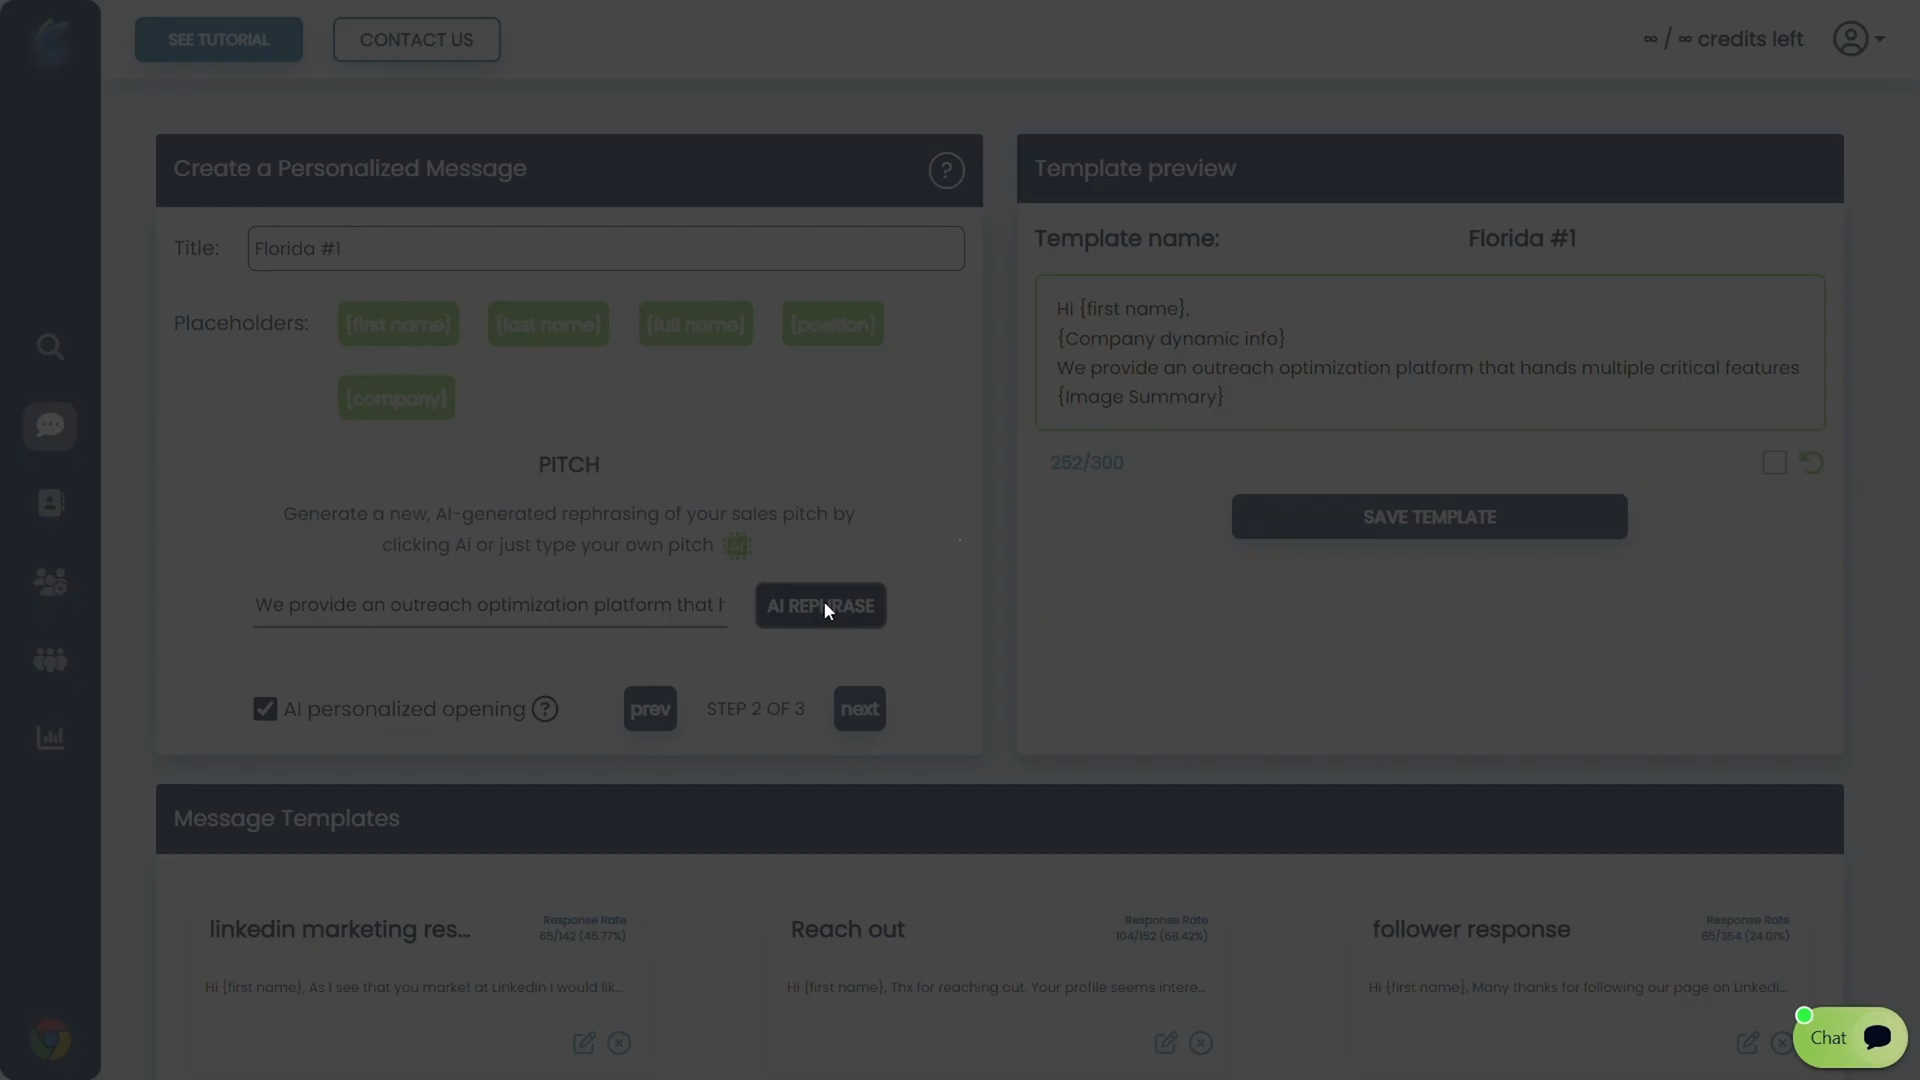 SEE TUTORIAL
CONTACT US
∞ / ∞ credits left
Create a Personalized Message
?
Title:
Florida #1
Placeholders:
{first name}
{last name}
{full name}
{position}
{company}
PITCH
Generate a new, AI-generated rephrasing of your sales pitch by
clicking Ai or just type your own pitch
AI
We provide an outreach optimization platform that h
AI REPHRASE
AI personalized opening
?
prev
STEP 2 OF 3
next
Template preview
Template name:
Florida #1
Hi {first name},
{Company dynamic info}
We provide an outreach optimization platform that hands multiple critical features
{Image Summary}
252/300
SAVE TEMPLATE
Message Templates
linkedin marketing res...
Response Rate
65/142 (45.77%)
Hi {first name}, As I see that you market at LinkedIn I would lik...
Reach out
Response Rate
104/152 (68.42%)
Hi {first name}, Thx for reaching out. Your profile seems intere...
follower response
Response Rate
85/354 (24.01%)
Hi {first name}, Many thanks for following our page on LinkedI...
Chat